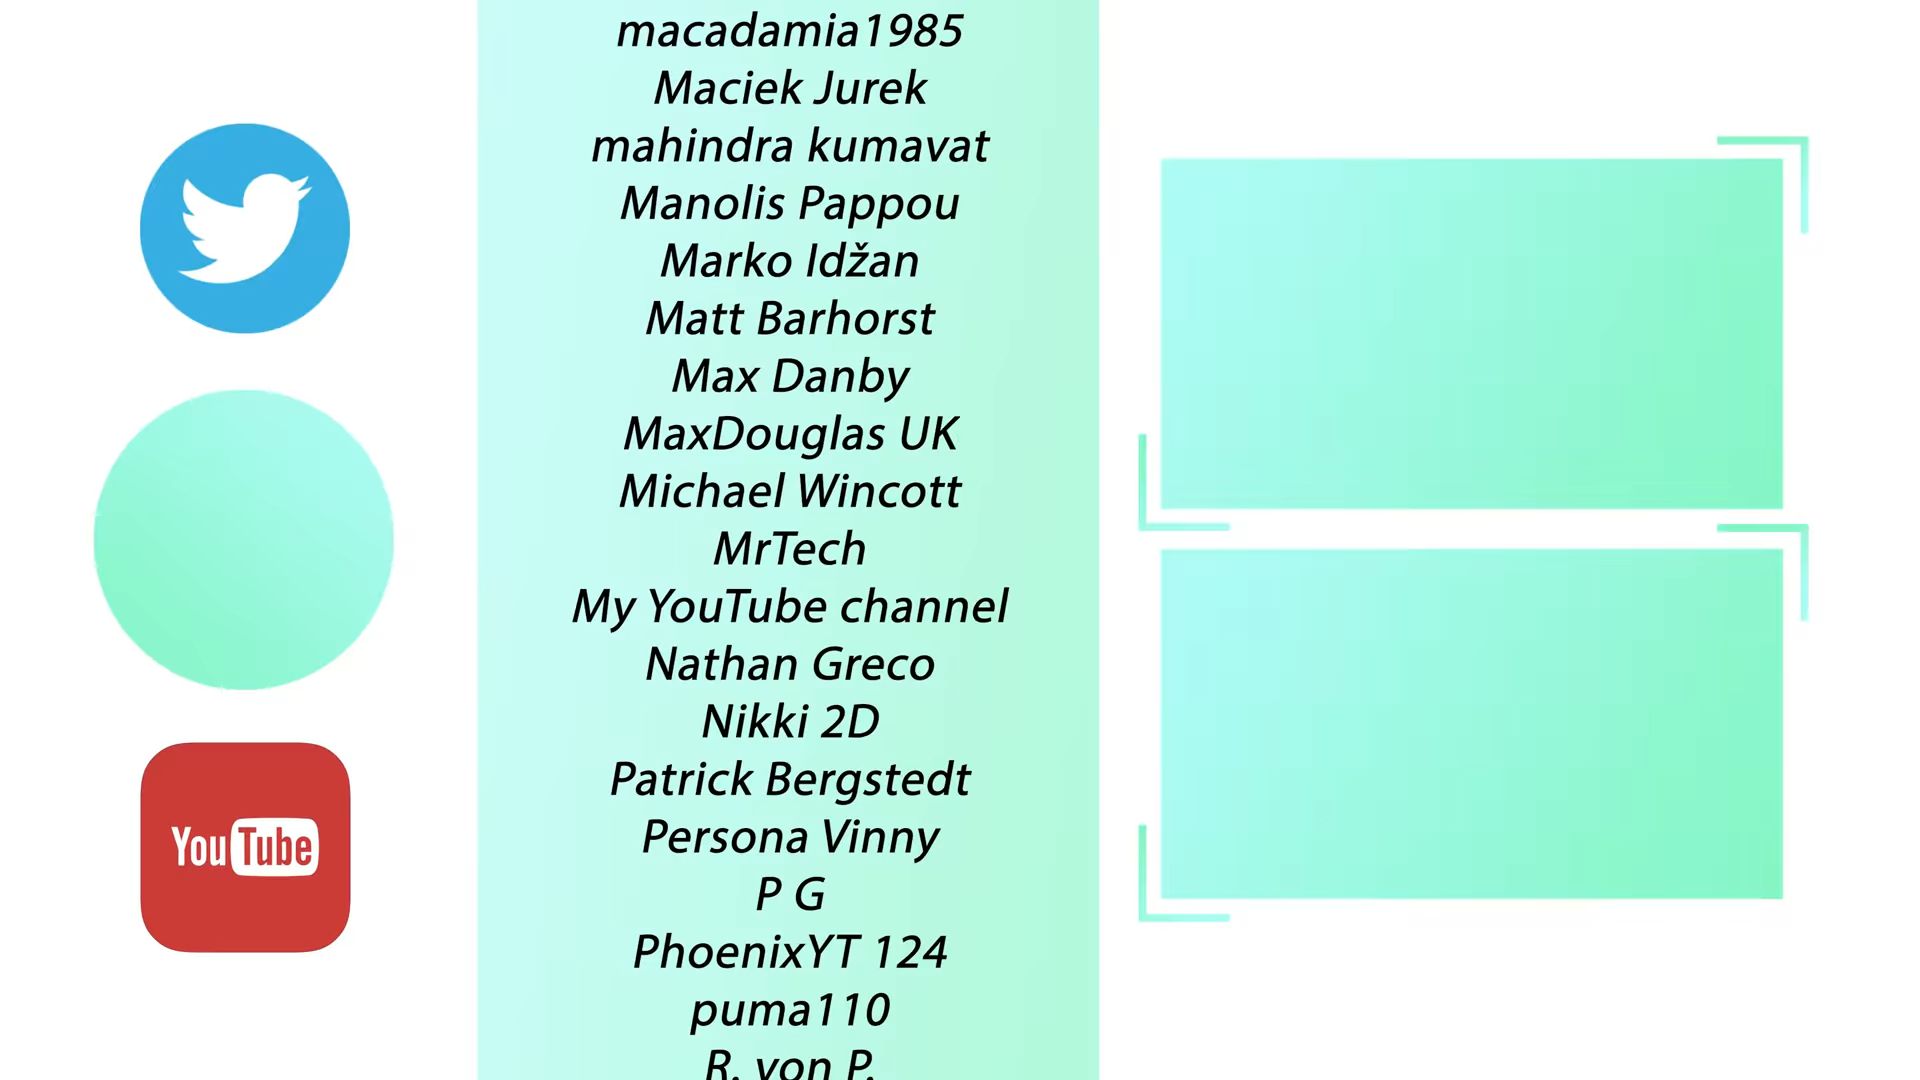 macadamia1985
Maciek Jurek
mahindra kumavat
Manolis Pappou
Marko Idžan
Matt Barhorst
Max Danby
MaxDouglas UK
Michael Wincott
MrTech
My YouTube channel
Nathan Greco
Nikki 2D
Patrick Bergstedt
Persona Vinny
P G
PhoenixYT 124
puma110
R. von P.
YouTube